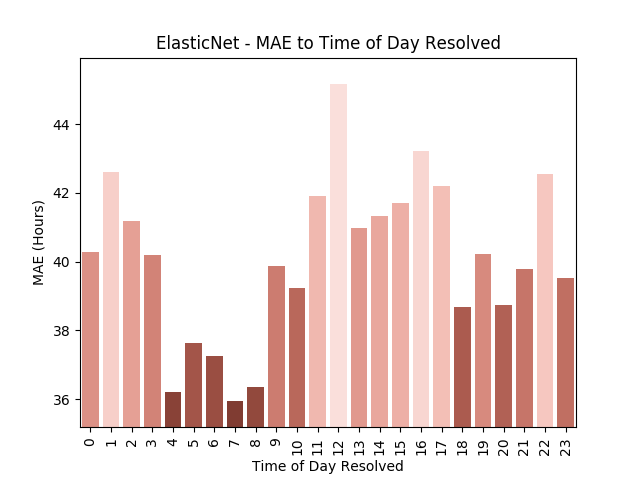 ElasticNet - MAE to Time of Day Resolved
MAE (Hours)
44
42
40
38
36
0 1 2 3 4 5 6 7 8 9 10 11 12 13 14 15 16 17 18 19 20 21 22 23
Time of Day Resolved